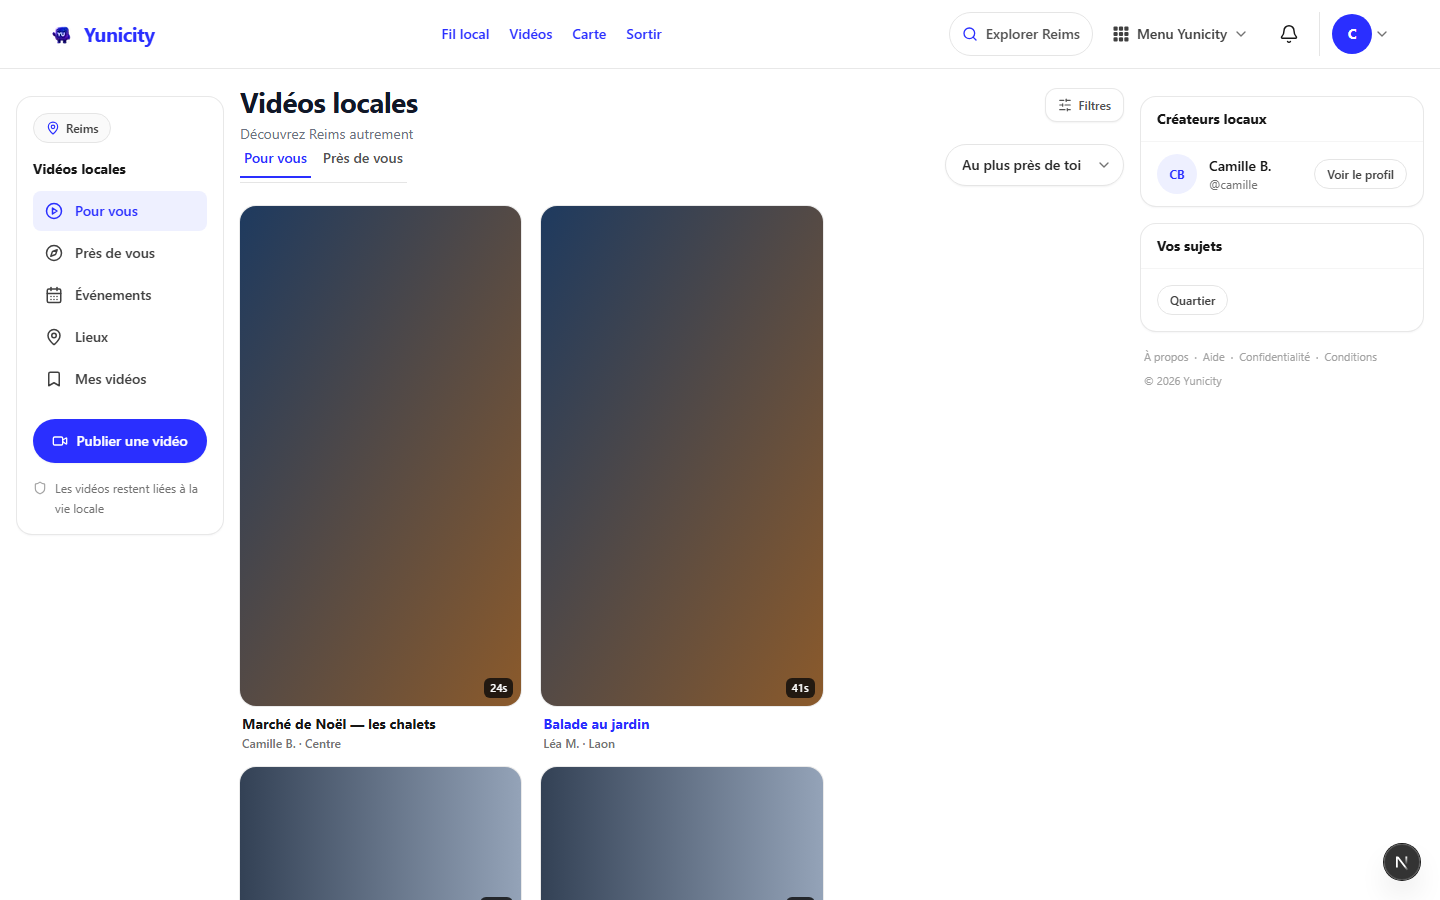 YU Yunicity
Fil local Vidéos Carte Sortir
Explorer Reims
Menu Yunicity
C
Reims
Vidéos locales
Pour vous
Près de vous
Événements
Lieux
Mes vidéos
Publier une vidéo
Les vidéos restent liées à la
vie locale
Vidéos locales
Découvrez Reims autrement
Pour vous Près de vous
Filtres
Au plus près de toi
24s
Marché de Noël — les chalets
Camille B. · Centre
41s
Balade au jardin
Léa M. · Laon
Créateurs locaux
CB
Camille B.
@camille
Voir le profil
Vos sujets
Quartier
À propos · Aide · Confidentialité · Conditions
© 2026 Yunicity
N